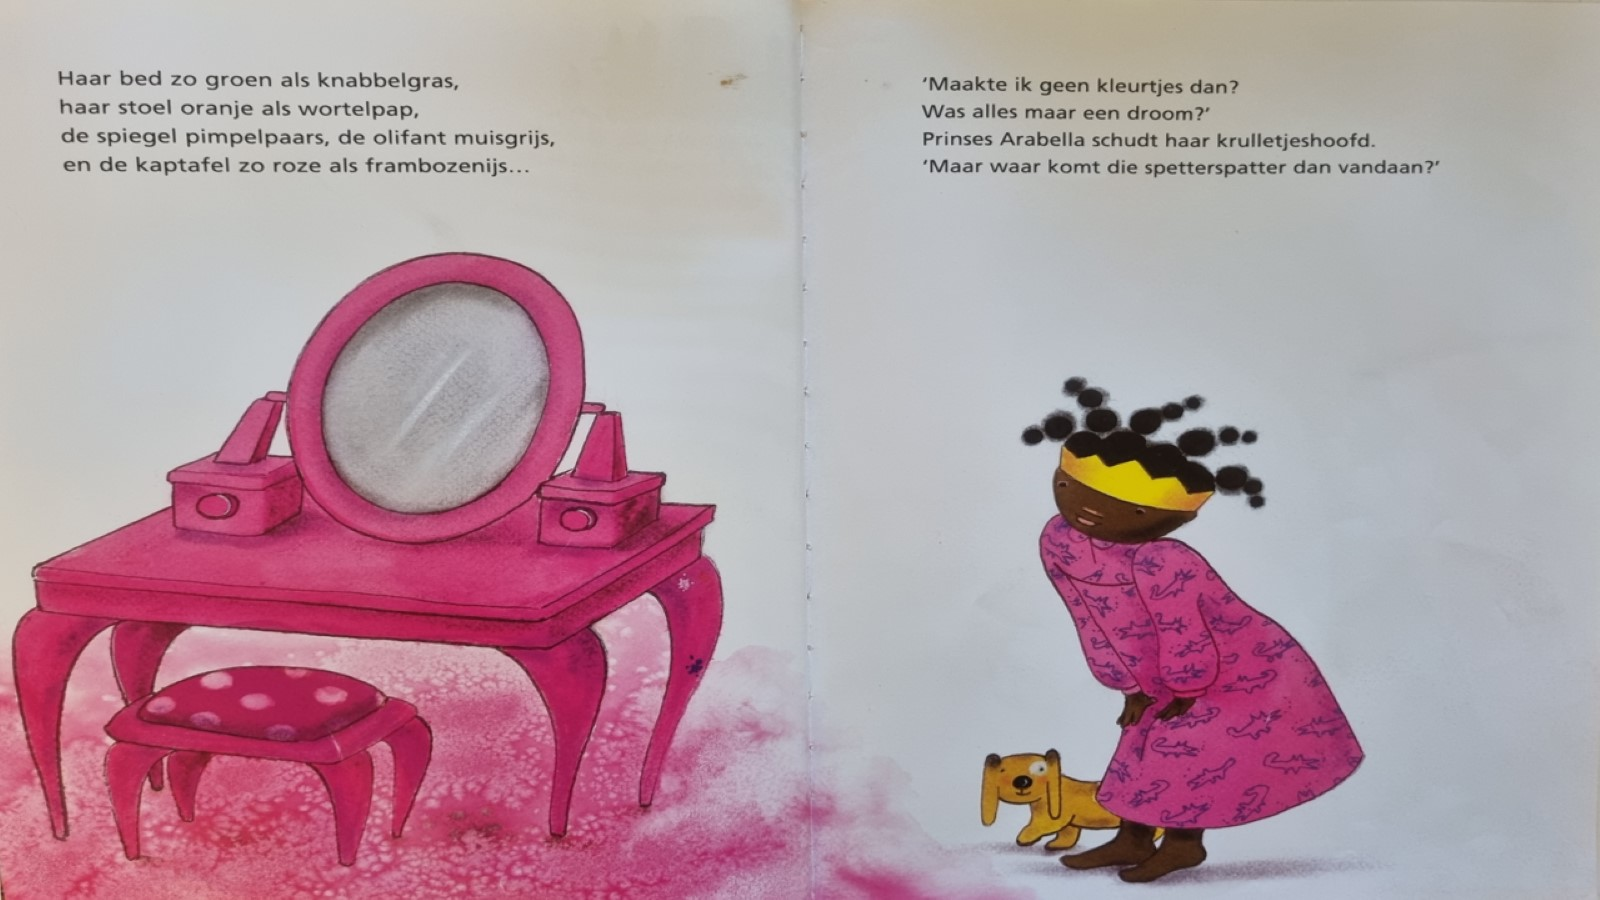 Haar bed zo groen als knabbelgras,
haar stoel oranje als wortelpap,
de spiegel pimpelpaars, de olifant muisgrijs,
en de kaptafel zo roze als frambozenijs...
‘Maakte ik geen kleurtjes dan?
Was alles maar een droom?’
Prinses Arabella schudt haar krulletjeshoofd.
‘Maar waar komt die spetterspatter dan vandaan?’